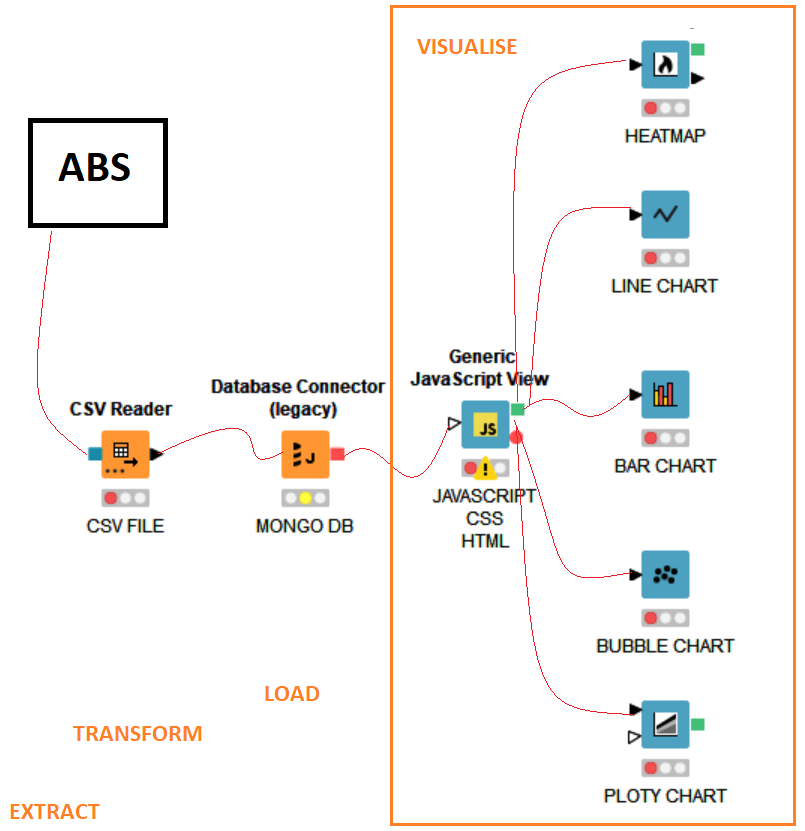 VISUALISE
HEATMAP
ABS
LINE CHART
Generic
JavaScript View
Database Connector
(legacy)
CSV Reader
JS
J
BAR CHART
JAVASCRIPT
CSS
HTML
CSV FILE
MONGO DB
BUBBLE CHART
LOAD
TRANSFORM
PLOTY CHART
EXTRACT